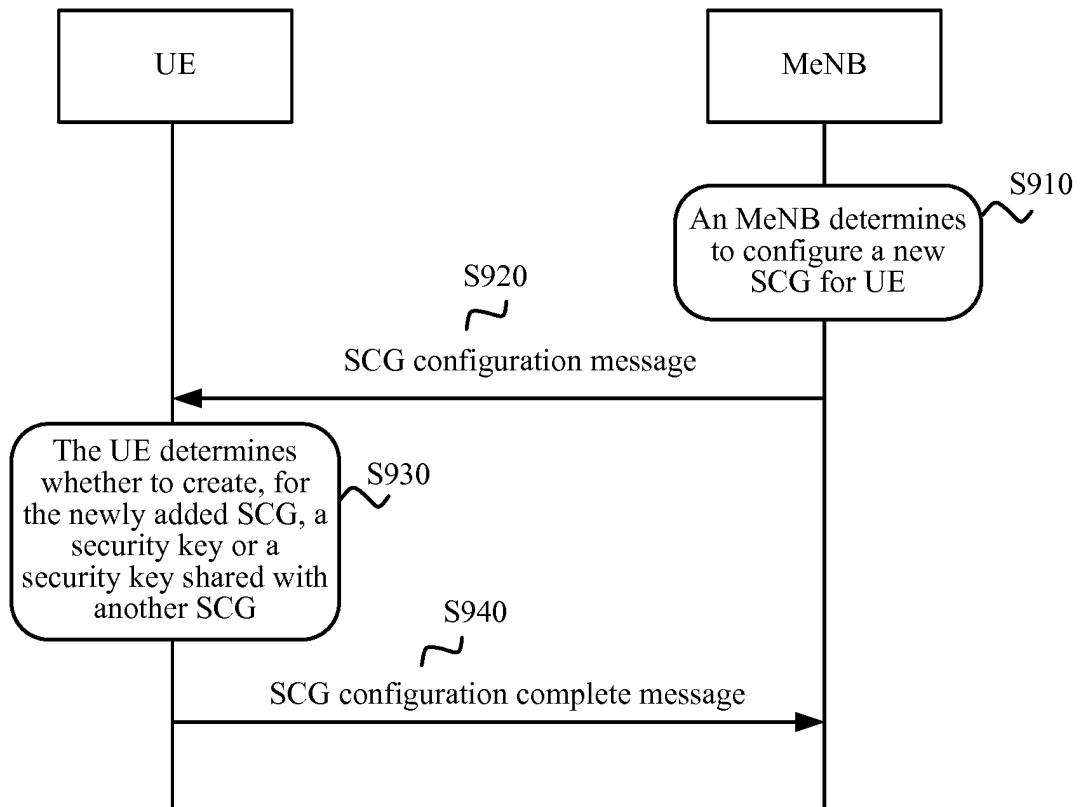 UE
MeNB
S910
An MeNB determines
to configure a new
SCG for UE
S920
SCG configuration message
The UE determines
whether to create, for
the newly added SCG, a
security key or a
security key shared with
another SCG
S930
S940
SCG configuration complete message